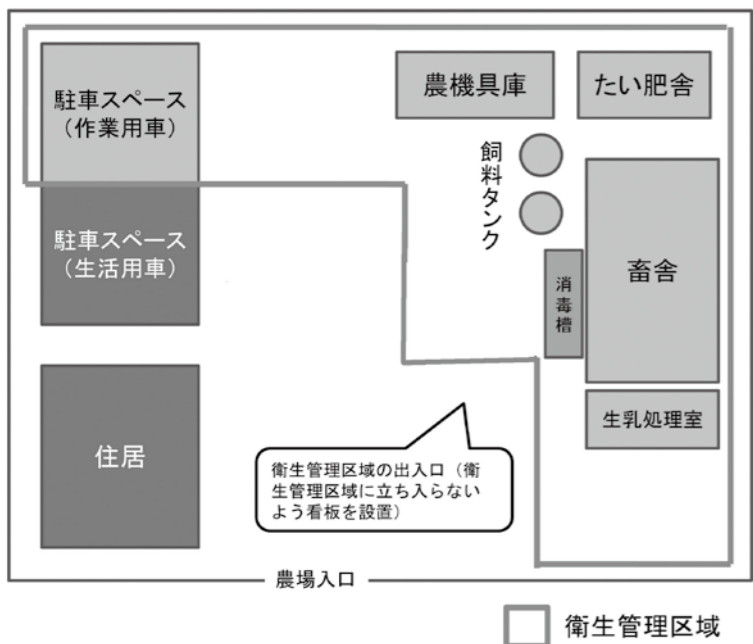 駐車スペース
（作業用車）
農機具庫
たい肥舎
飼料タンク
駐車スペース
（生活用車）
消毒槽
畜舎
生乳処理室
住居
衛生管理区域の出入口（衛
生管理区域に立ち入らない
よう看板を設置）
農場入口
衛生管理区域